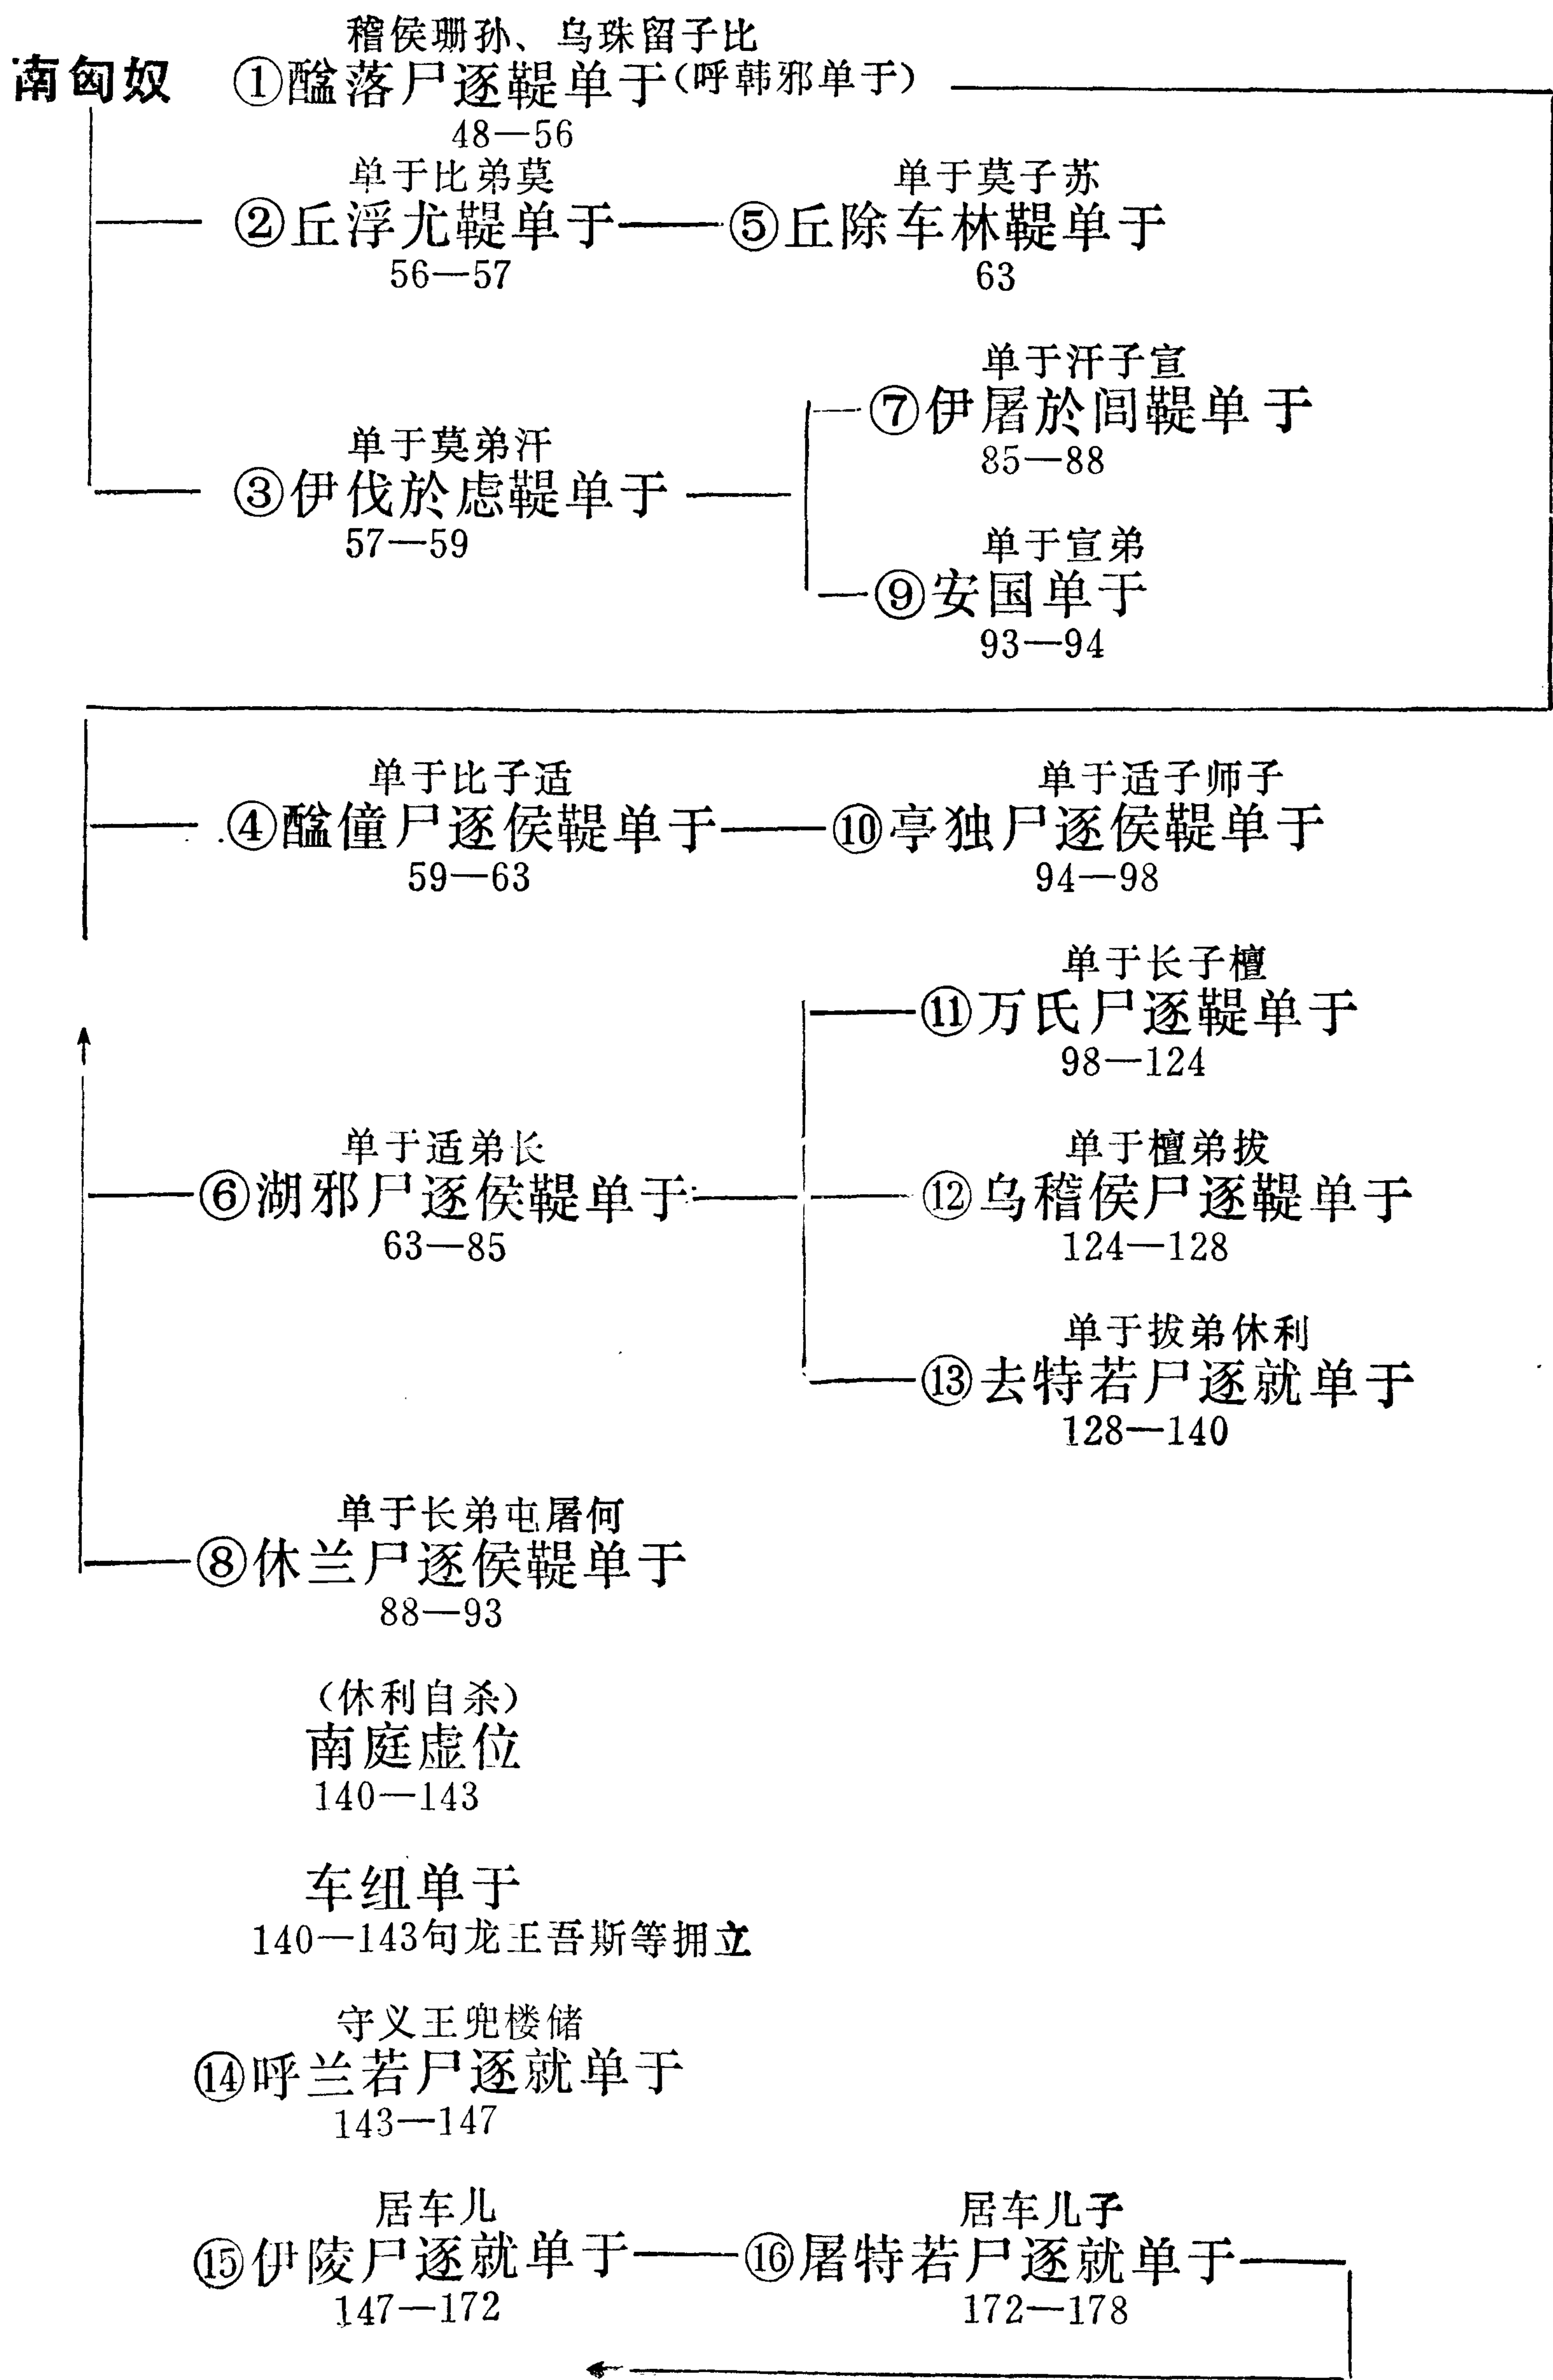 稽侯珊孙、乌珠留子比
南匈奴 ①醢落尸逐鞮单于(呼韩邪单于)
48—56
单于比弟莫
②丘浮尤鞮单于
56—57
单于莫子苏
⑤丘除车林鞮单于
63
单于汗子宣
⑦伊屠於闾鞮单于
85—88
单于莫弟汗
③伊伐於虑鞮单于
57—59
单于宣弟
⑨安国单于
93—94
单于比子适
④醢僮尸逐侯鞮单于
59—63
单于适子师子
⑩亭独尸逐侯鞮单于
94—98
单于长子檀
⑪万氏尸逐鞮单于
98—124
单于适弟长
⑥湖邪尸逐侯鞮单于
63—85
单于檀弟拔
⑫乌稽侯尸逐鞮单于
124—128
单于拔弟休利
⑬去特若尸逐就单于
128—140
单于长弟屯屠何
⑧休兰尸逐侯鞮单于
88—93
(休利自杀)
南庭虚位
140—143
车纽单于
140—143句龙王吾斯等拥立
守义王兜楼储
⑭呼兰若尸逐就单于
143—147
居车儿
⑮伊陵尸逐就单于
147—172
居车儿子
⑯屠特若尸逐就单于
172—178